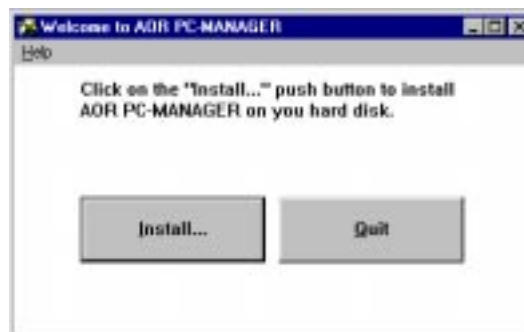 Welcome to AOR PC-MANAGER
Help
Click on the "Install..." push button to install
AOR PC-MANAGER on you hard disk.
Install...
Quit